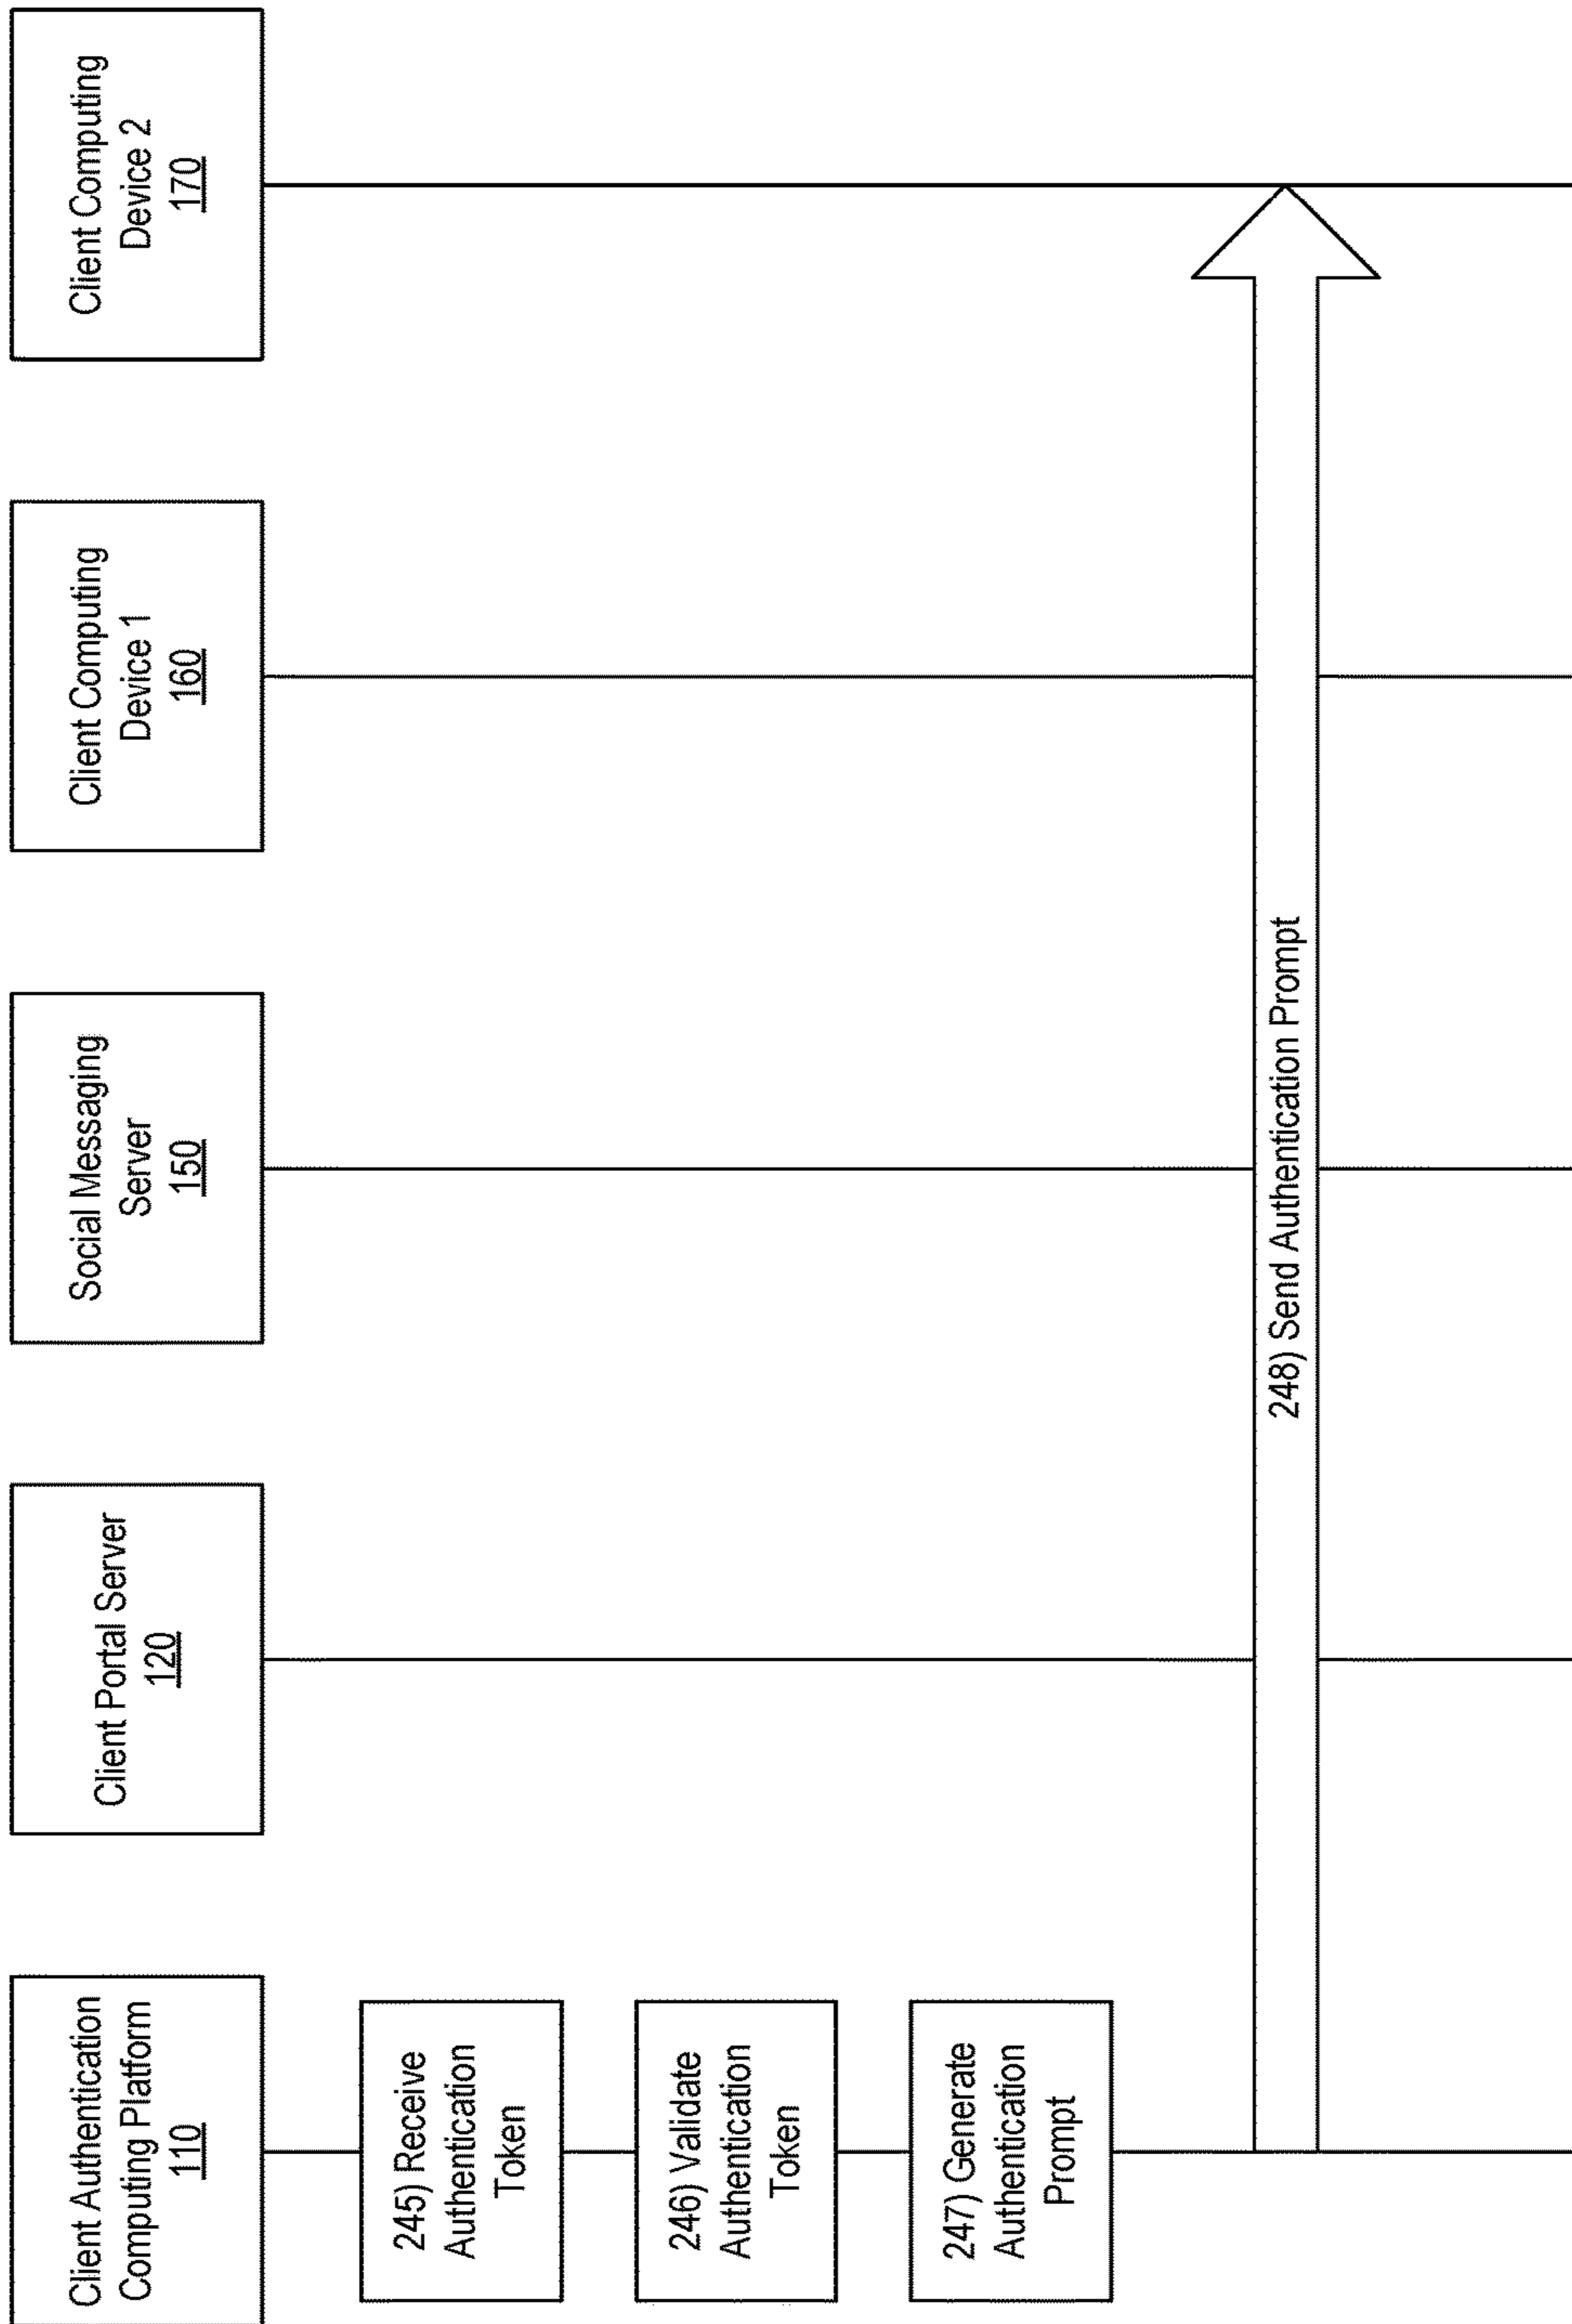 Client Authentication
Computing Platform
110
Client Portal Server
120
Social Messaging
Server
150
Client Computing
Device 1
160
Client Computing
Device 2
170
245) Receive
Authentication
Token
246) Validate
Authentication
Token
247) Generate
Authentication
Prompt
248) Send Authentication Prompt